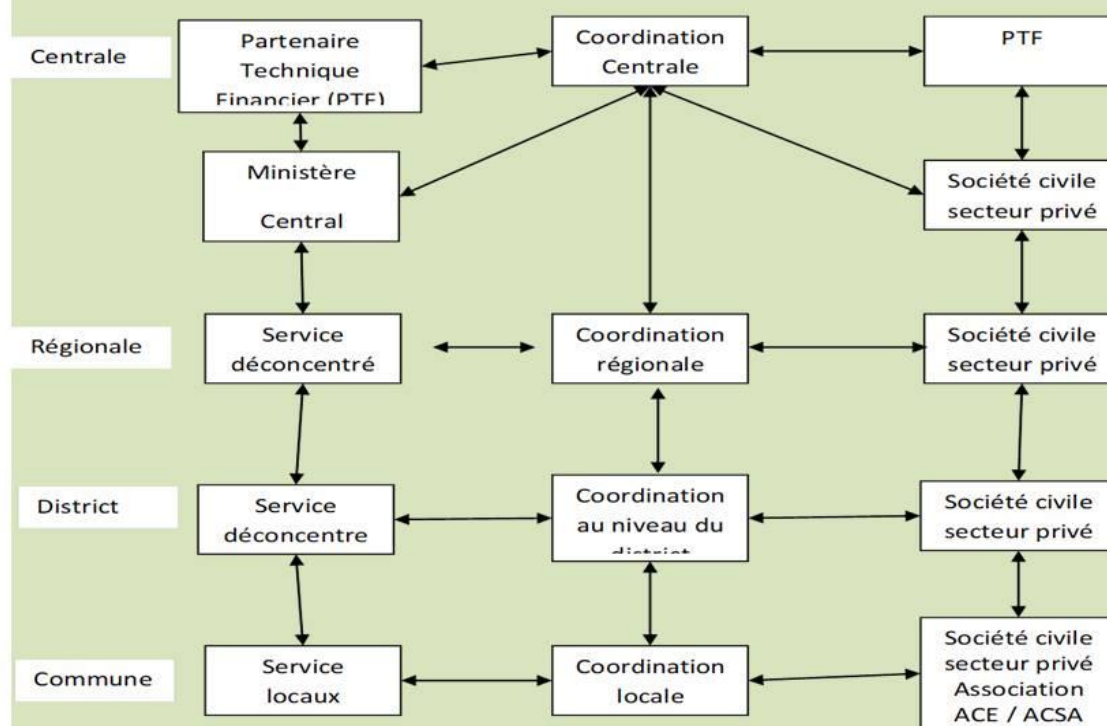 Centrale
Partenaire
Technique
Financier (PTF)
Coordination
Centrale
PTF
Ministère
Central
Société civile
secteur privé
Régionale
Service
déconcentré
Coordination
régionale
Société civile
secteur privé
District
Service
déconcentre
Coordination
au niveau du
district
Société civile
secteur privé
Commune
Service
locaux
Coordination
locale
Société civile
secteur privé
Association
ACE / ACSA